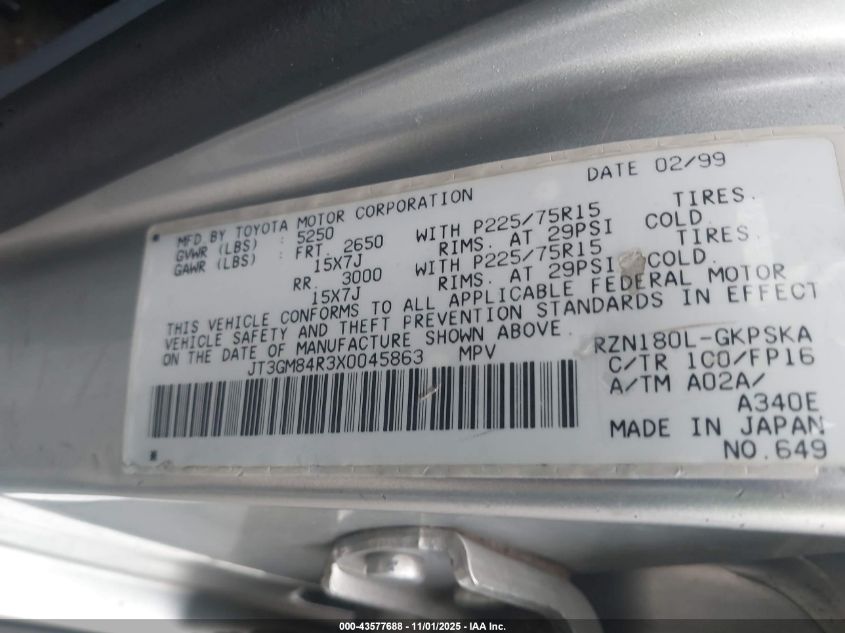 DATE 02/99
MFD BY TOYOTA MOTOR CORPORATION
GVWR (LBS) : 5250
GAWR (LBS) : FRT. 2650 WITH P225/75R15 TIRES.
15X7J RIMS. AT 29PSI COLD.
RR. 3000 WITH P225/75R15 TIRES.
15X7J RIMS. AT 29PSI COLD.
THIS VEHICLE CONFORMS TO ALL APPLICABLE FEDERAL MOTOR
VEHICLE SAFETY AND THEFT PREVENTION STANDARDS IN EFFECT
ON THE DATE OF MANUFACTURE SHOWN ABOVE.
JT3GM84R3X0045863 MPV
RZN180L-GKPSKA
C/TR 1C0/FP16
A/TM A02A/
A340E
MADE IN JAPAN
NO.649
000-43577688 - 11/01/2025 - IAA Inc.